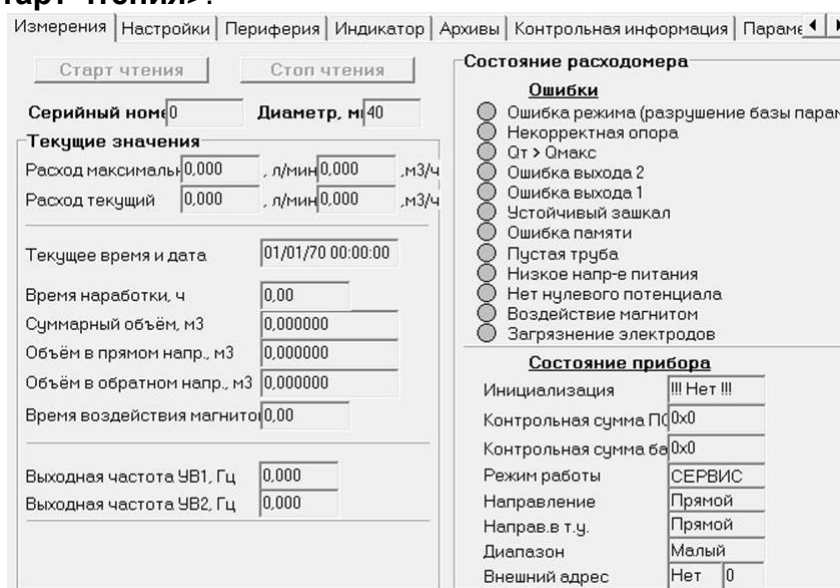 тарт чтения>.
Измерения Настройки Периферия Индикатор Архивы Контрольная информация Параме
Старт чтения Стоп чтения
Серийный номе 0 Диаметр, м 40
Текущие значения
Расход максимальн 0,000 , л/мин 0,000 ,м3/ч
Расход текущий 0,000 , л/мин 0,000 ,м3/ч
Текущее время и дата 01/01/70 00:00:00
Время наработки, ч 0,00
Суммарный объём, м3 0,000000
Объём в прямом напр., м3 0,000000
Объём в обратном напр., м3 0,000000
Время воздействия магнито 0,00
Выходная частота УВ1, Гц 0,000
Выходная частота УВ2, Гц 0,000
Состояние расходомера
Ошибки
Ошибка режима (разрушение базы парам
Некорректная опора
Qт > Qмакс
Ошибка выхода 2
Ошибка выхода 1
Устойчивый зашкал
Ошибка памяти
Пустая труба
Низкое напр-е питания
Нет нулевого потенциала
Воздействие магнитом
Загрязнение электродов
Состояние прибора
Инициализация !!! Нет !!!
Контрольная сумма ПО 0x0
Контрольная сумма ба 0x0
Режим работы СЕРВИС
Направление Прямой
Направ.в т.ч. Прямой
Диапазон Малый
Внешний адрес Нет 0